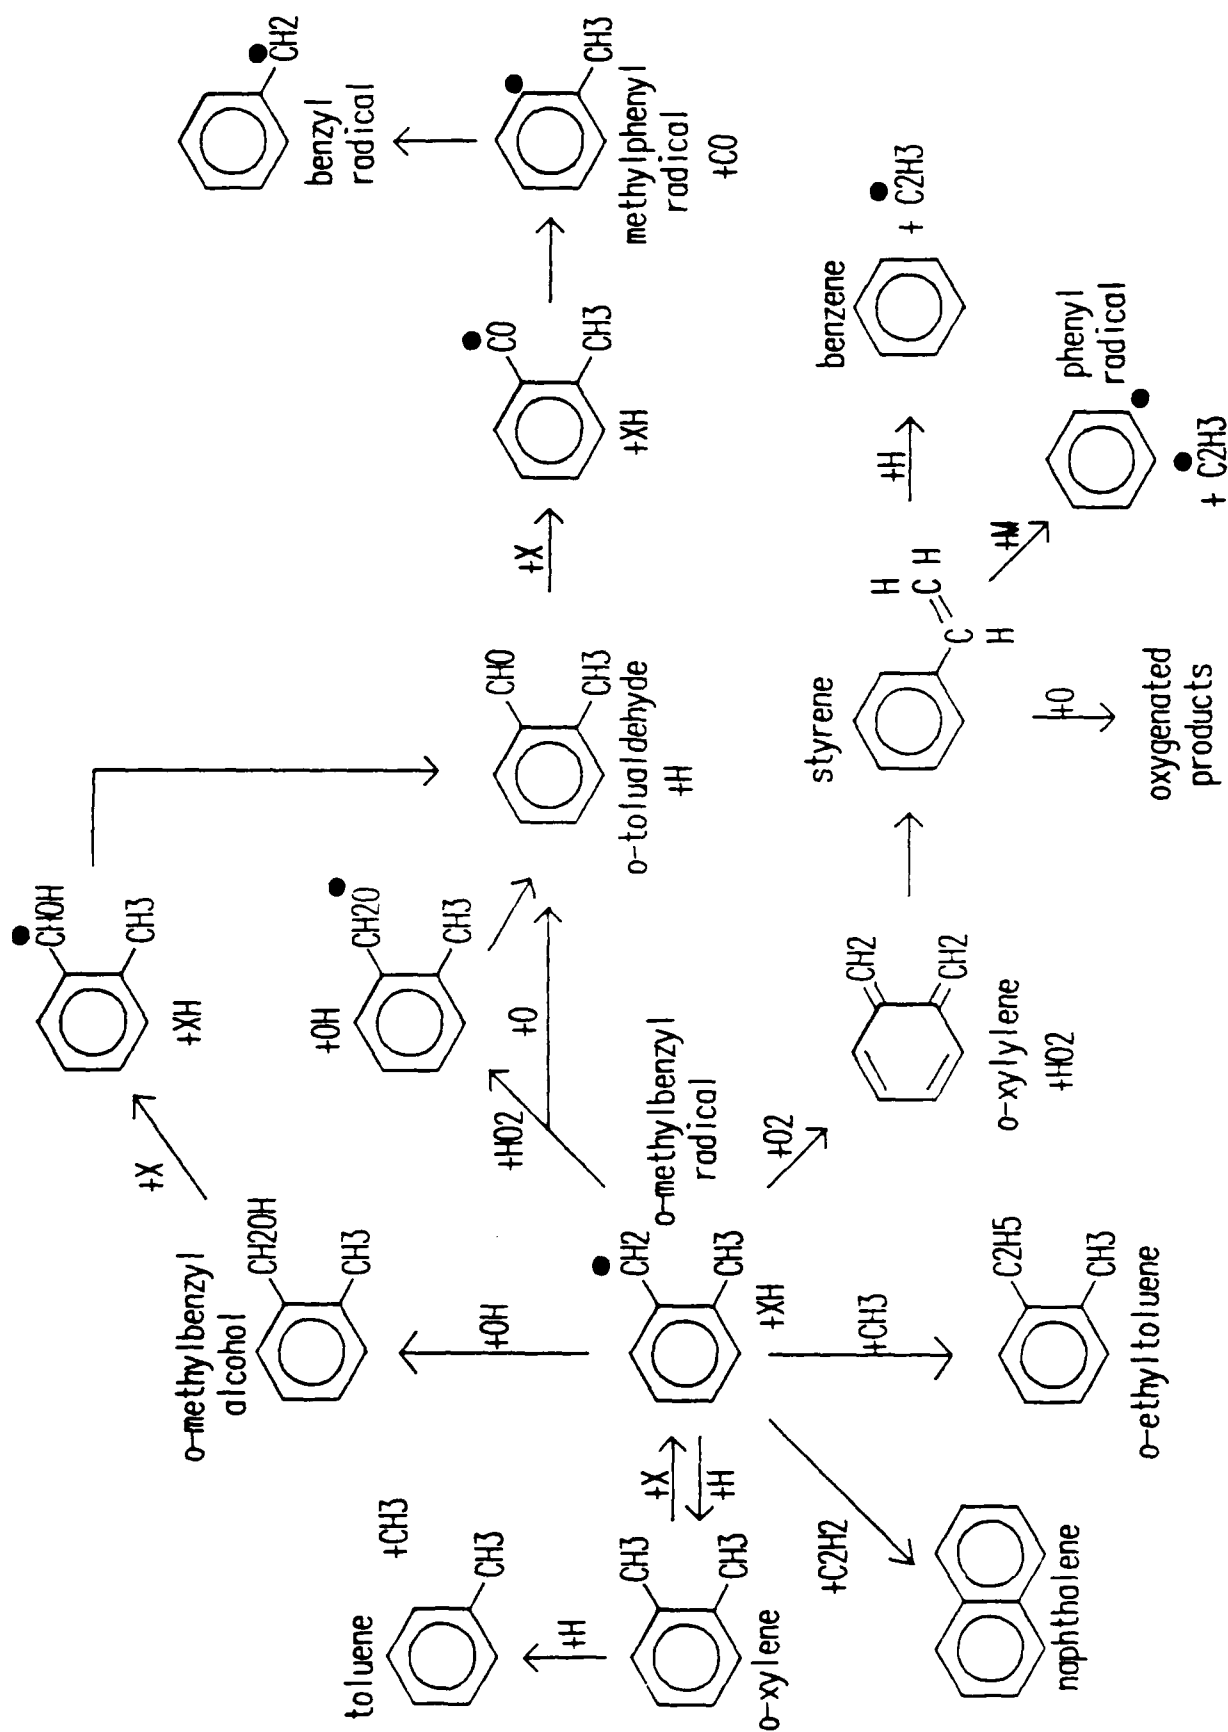 CHOH
CH3
+XH
+X
o-methylbenzyl
alcohol
CH2OH
CH3
toluene
+CH3
CH3
+H
+OH
+OH
CH2O
CH3
+HO2
+O
benzyl
radical
CH2
CHO
CH3
o-tolualdehyde
+H
+X
CO
CH3
+XH
CH3
methylphenyl
radical
+CO
CH3
CH3
o-xylene
+X
+H
CH2
CH3
+XH
o-methylbenzyl
radical
+C2H2
+CH3
+O2
naphthalene
C2H5
CH3
o-ethyltoluene
CH2
CH2
o-xylylene
+HO2
styrene
H
C H
C
H
+H
benzene
+ C2H3
+M
phenyl
radical
+ C2H3
+O
oxygenated
products